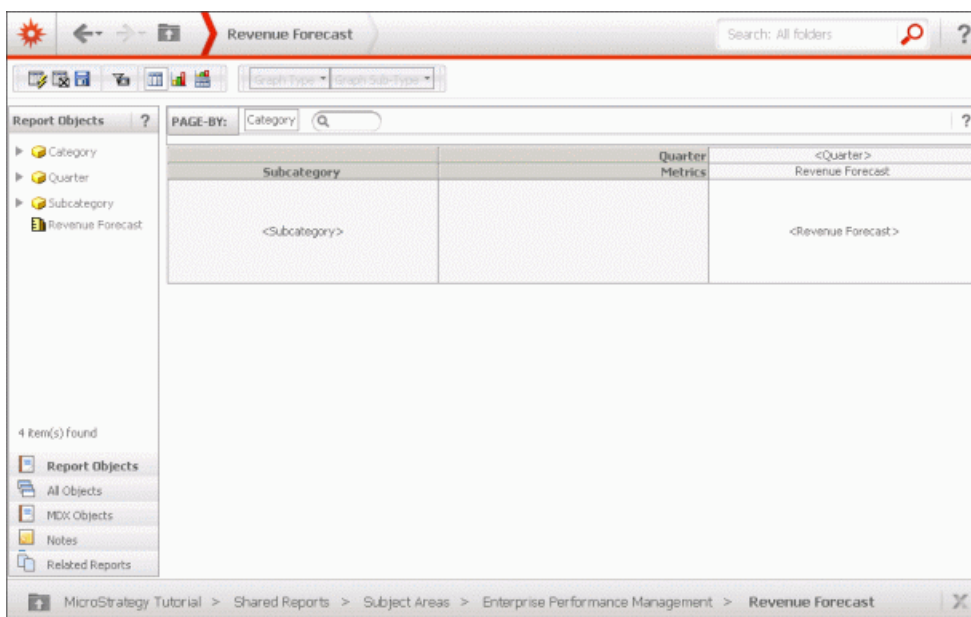 Revenue Forecast
Search: All folders
?
Graph Type Graph Sub-Type
Report Objects ?
PAGE-BY: Category
?
Category
Quarter
Subcategory
Revenue Forecast
Quarter <Quarter>
Subcategory Metrics Revenue Forecast
<Subcategory> <Revenue Forecast>
4 item(s) found
Report Objects
All Objects
MDX Objects
Notes
Related Reports
MicroStrategy Tutorial > Shared Reports > Subject Areas > Enterprise Performance Management > Revenue Forecast